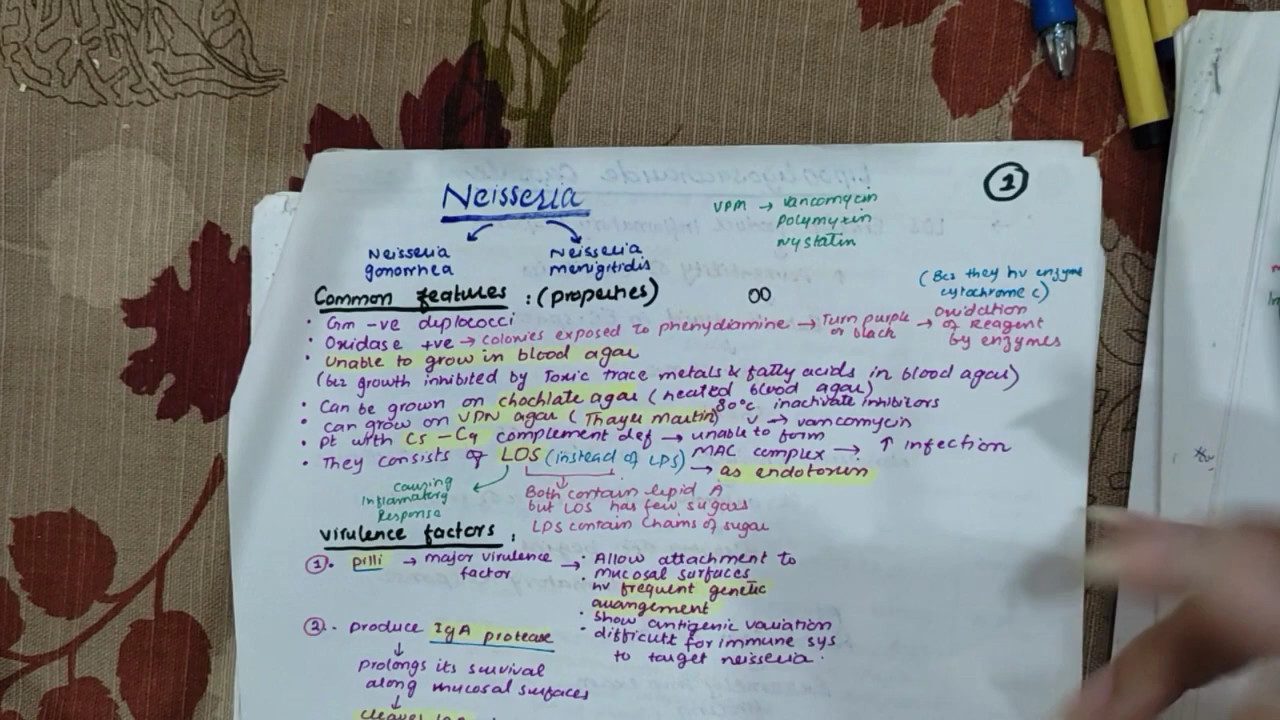 Neisseria
①
VPM → vancomycin
polymyxin
nystatin
Neisseria gonorrhea
Neisseria menigitidis
Common features : (properties)
(Bcz they hv enzyme cytochrome c)
• Gm -ve diplococci
• Oxidase +ve → colonies exposed to phenydiamine → Turn purple or black → oxidation of Reagent by enzymes
• Unable to grow in blood agar
(bcz growth inhibited by Toxic trace metals & fatty acids in blood agar)
• Can be grown on chochlate agar (heated blood agar)
80°c inactivate inhibitors
• can grow on VPN agar (Thayer martin) V → vancomycin
• Pt with C5 - C9 complement def → unable to form MAC complex → ↑ infection
• They consists of LOS (instead of LPS) → as endotoxin
causing Inflamatory Response
Both contain lipid A
but LOS has few sugars
LPS contain chains of sugar
virulence factors :
①. pilli → major virulence factor → • Allow attachment to mucosal surfaces
hv frequent genetic
arrangement
• show antigenic variation
• difficult for immune sys
to target neisseria.
②. produce IgA protease
↓
prolongs its survival
along mucosal surfaces
↓